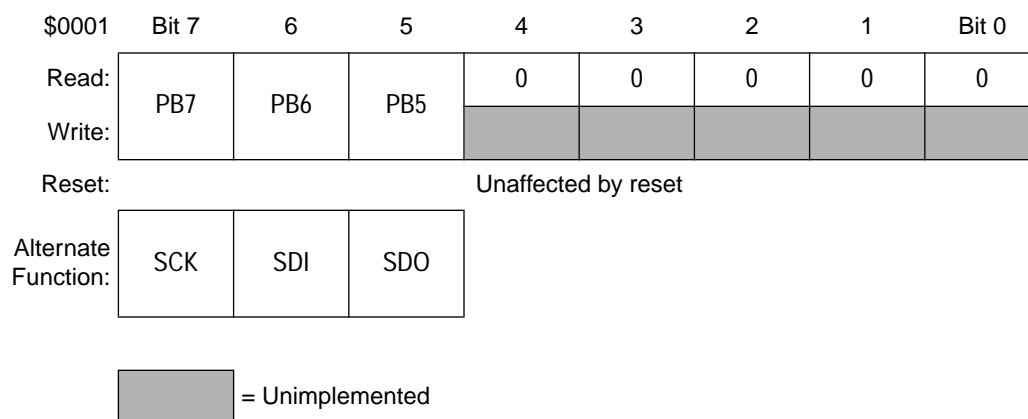 $0001 Bit 7 6 5 4 3 2 1 Bit 0
Read: PB7 PB6 PB5 0 0 0 0 0
Write:
Reset: Unaffected by reset
Alternate
Function: SCK SDI SDO
= Unimplemented